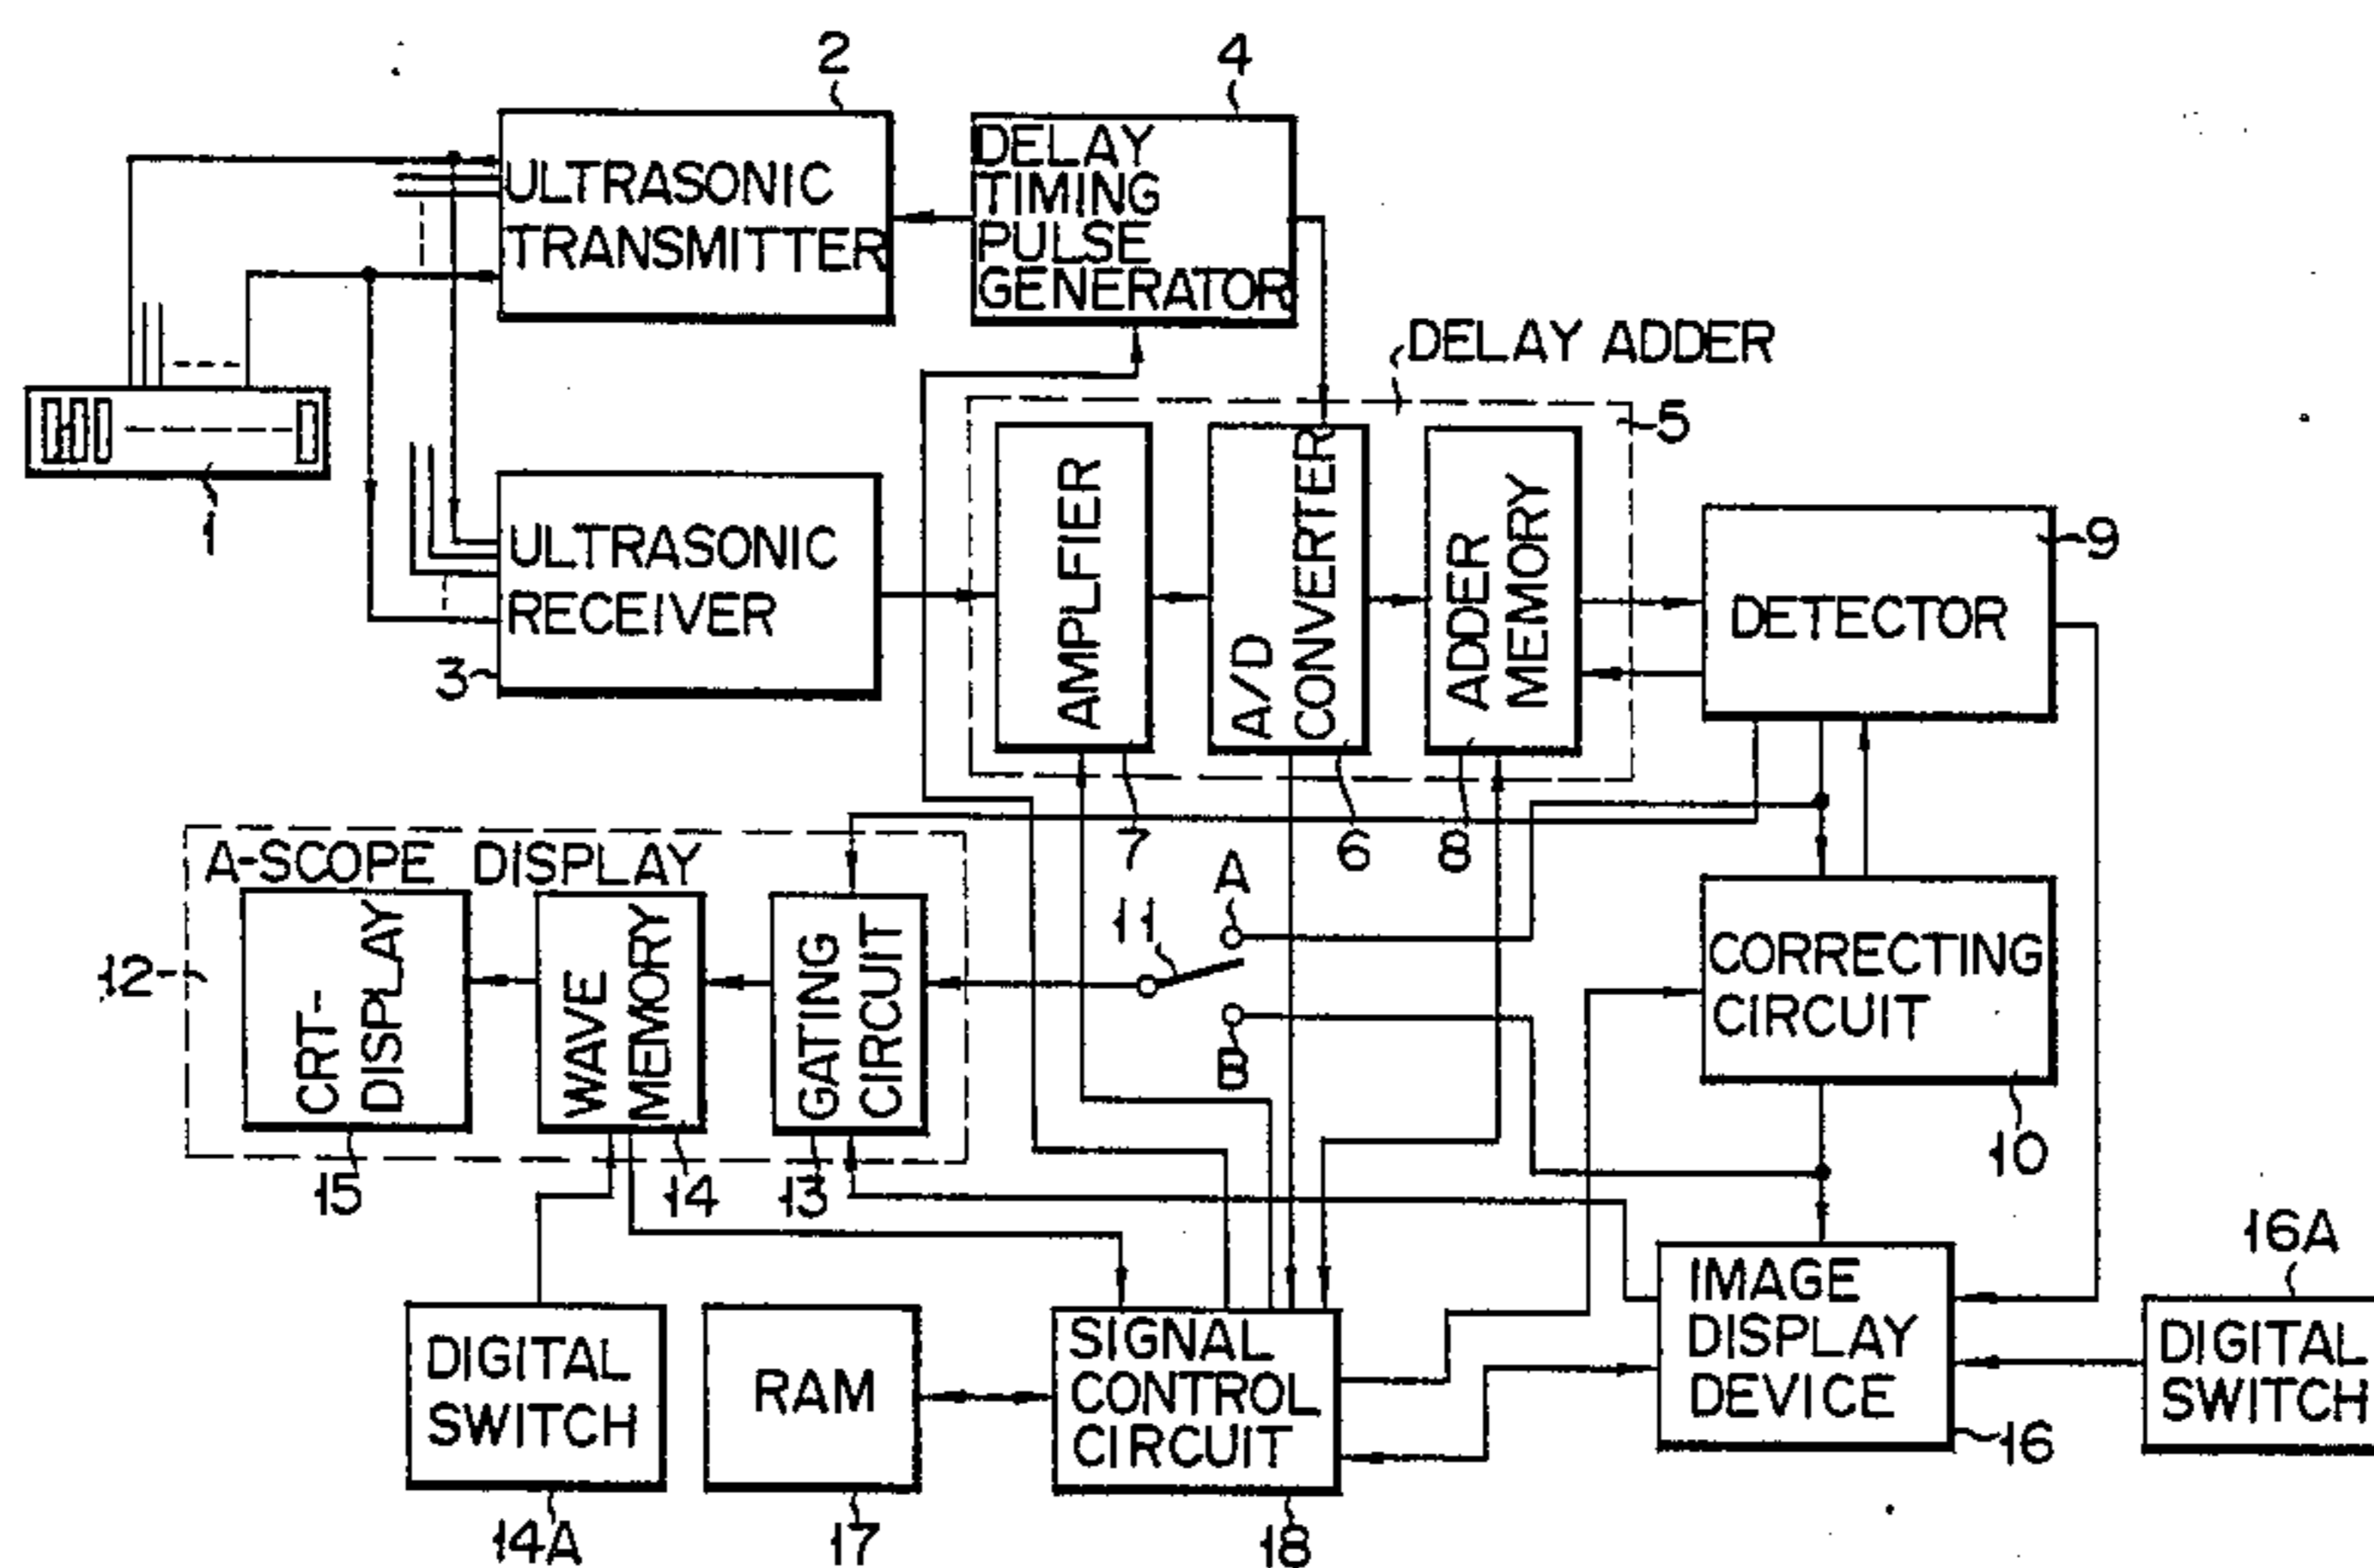 2
4
ULTRASONIC
TRANSMITTER
DELAY
TIMING
PULSE
GENERATOR
DELAY ADDER
5
1
ULTRASONIC
RECEIVER
3
AMPLFIER
A/D
CONVERTER
ADDER
MEMORY
DETECTOR
9
7
6
8
A-SCOPE DISPLAY
12
CRT-
DISPLAY
WAVE
MEMORY
GATING
CIRCUIT
11
A
B
CORRECTING
CIRCUIT
10
15
14
13
DIGITAL
SWITCH
14A
RAM
17
SIGNAL
CONTROL
CIRCUIT
18
IMAGE
DISPLAY
DEVICE
16
16A
DIGITAL
SWITCH